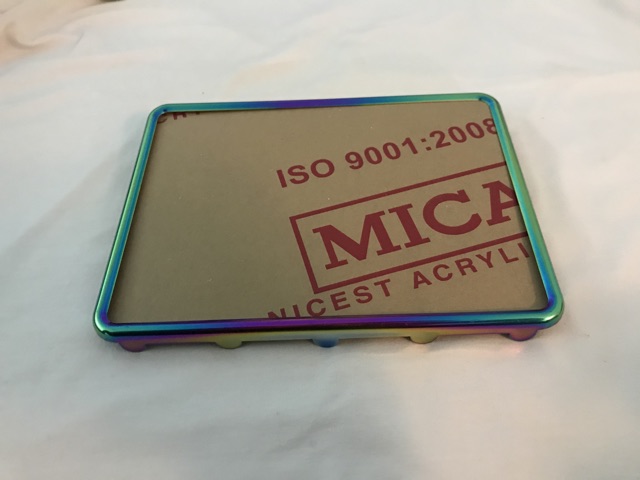 ISO 9001:2008
MICA
NICEST ACRYLI